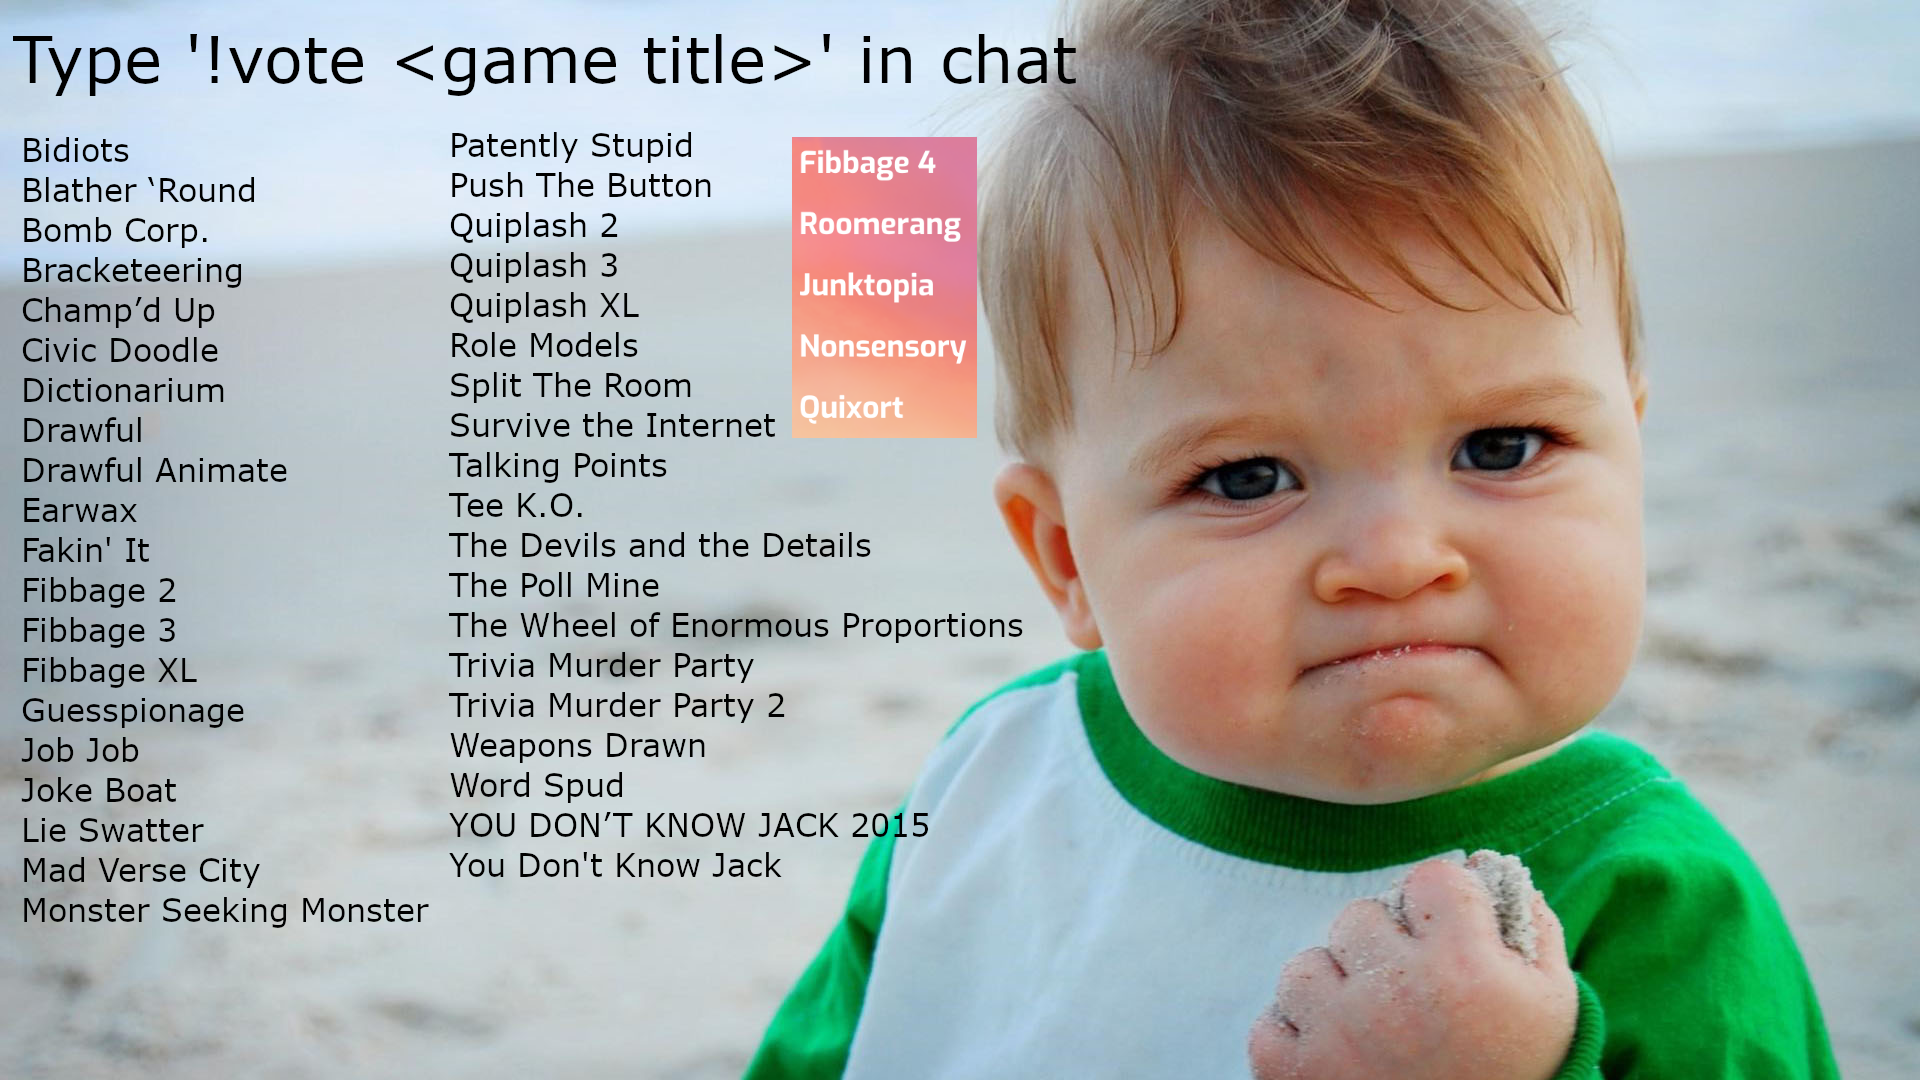 Type '!vote <game title>' in chat
Bidiots
Blather ‘Round
Bomb Corp.
Bracketeering
Champ’d Up
Civic Doodle
Dictionarium
Drawful
Drawful Animate
Earwax
Fakin' It
Fibbage 2
Fibbage 3
Fibbage XL
Guesspionage
Job Job
Joke Boat
Lie Swatter
Mad Verse City
Monster Seeking Monster
Patently Stupid
Push The Button
Quiplash 2
Quiplash 3
Quiplash XL
Role Models
Split The Room
Survive the Internet
Talking Points
Tee K.O.
The Devils and the Details
The Poll Mine
The Wheel of Enormous Proportions
Trivia Murder Party
Trivia Murder Party 2
Weapons Drawn
Word Spud
YOU DON’T KNOW JACK 2015
You Don't Know Jack
Fibbage 4
Roomerang
Junktopia
Nonsensory
Quixort